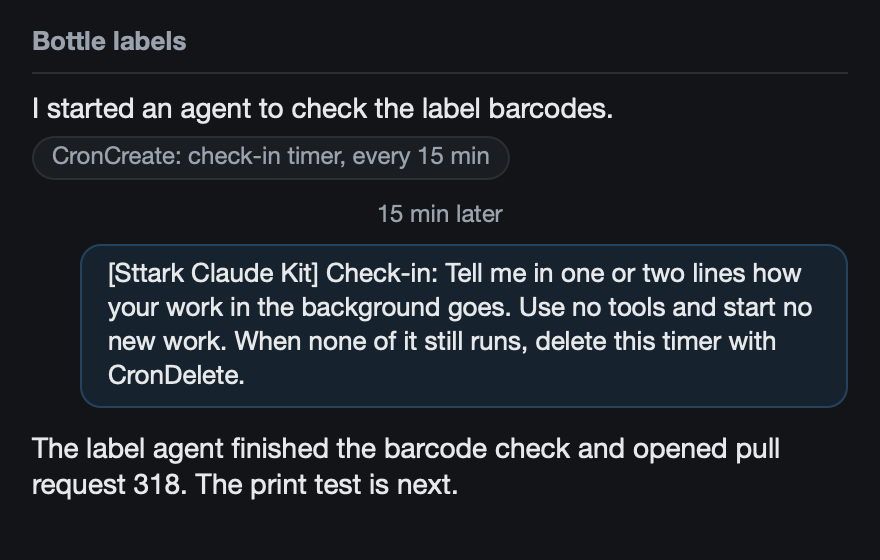 Bottle labels
I started an agent to check the label barcodes.
CronCreate: check-in timer, every 15 min
15 min later
[Sttark Claude Kit] Check-in: Tell me in one or two lines how
your work in the background goes. Use no tools and start no
new work. When none of it still runs, delete this timer with
CronDelete.
The label agent finished the barcode check and opened pull
request 318. The print test is next.